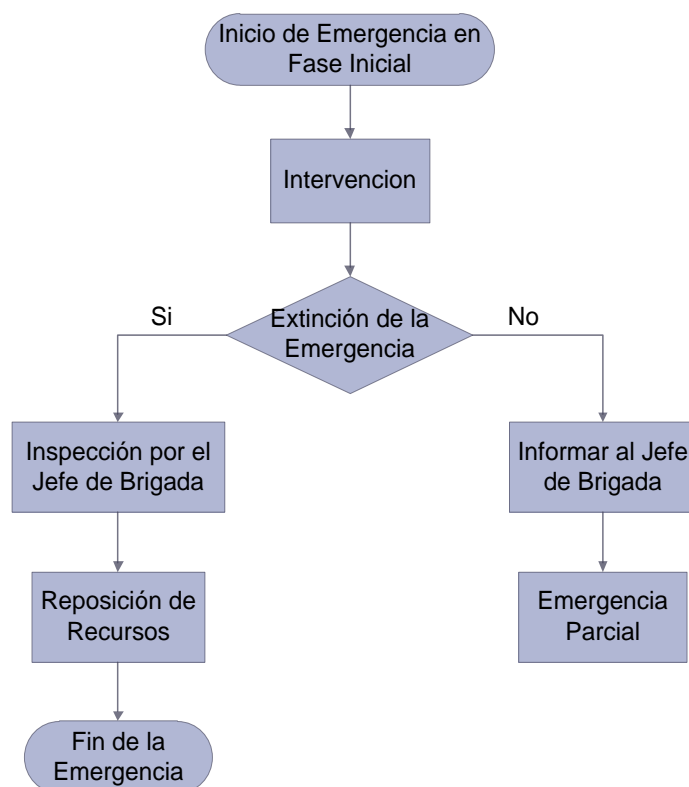 Inicio de Emergencia en
Fase Inicial
Intervencion
Extinción de la
Emergencia
Si
No
Inspección por el
Jefe de Brigada
Informar al Jefe
de Brigada
Reposición de
Recursos
Emergencia
Parcial
Fin de la
Emergencia